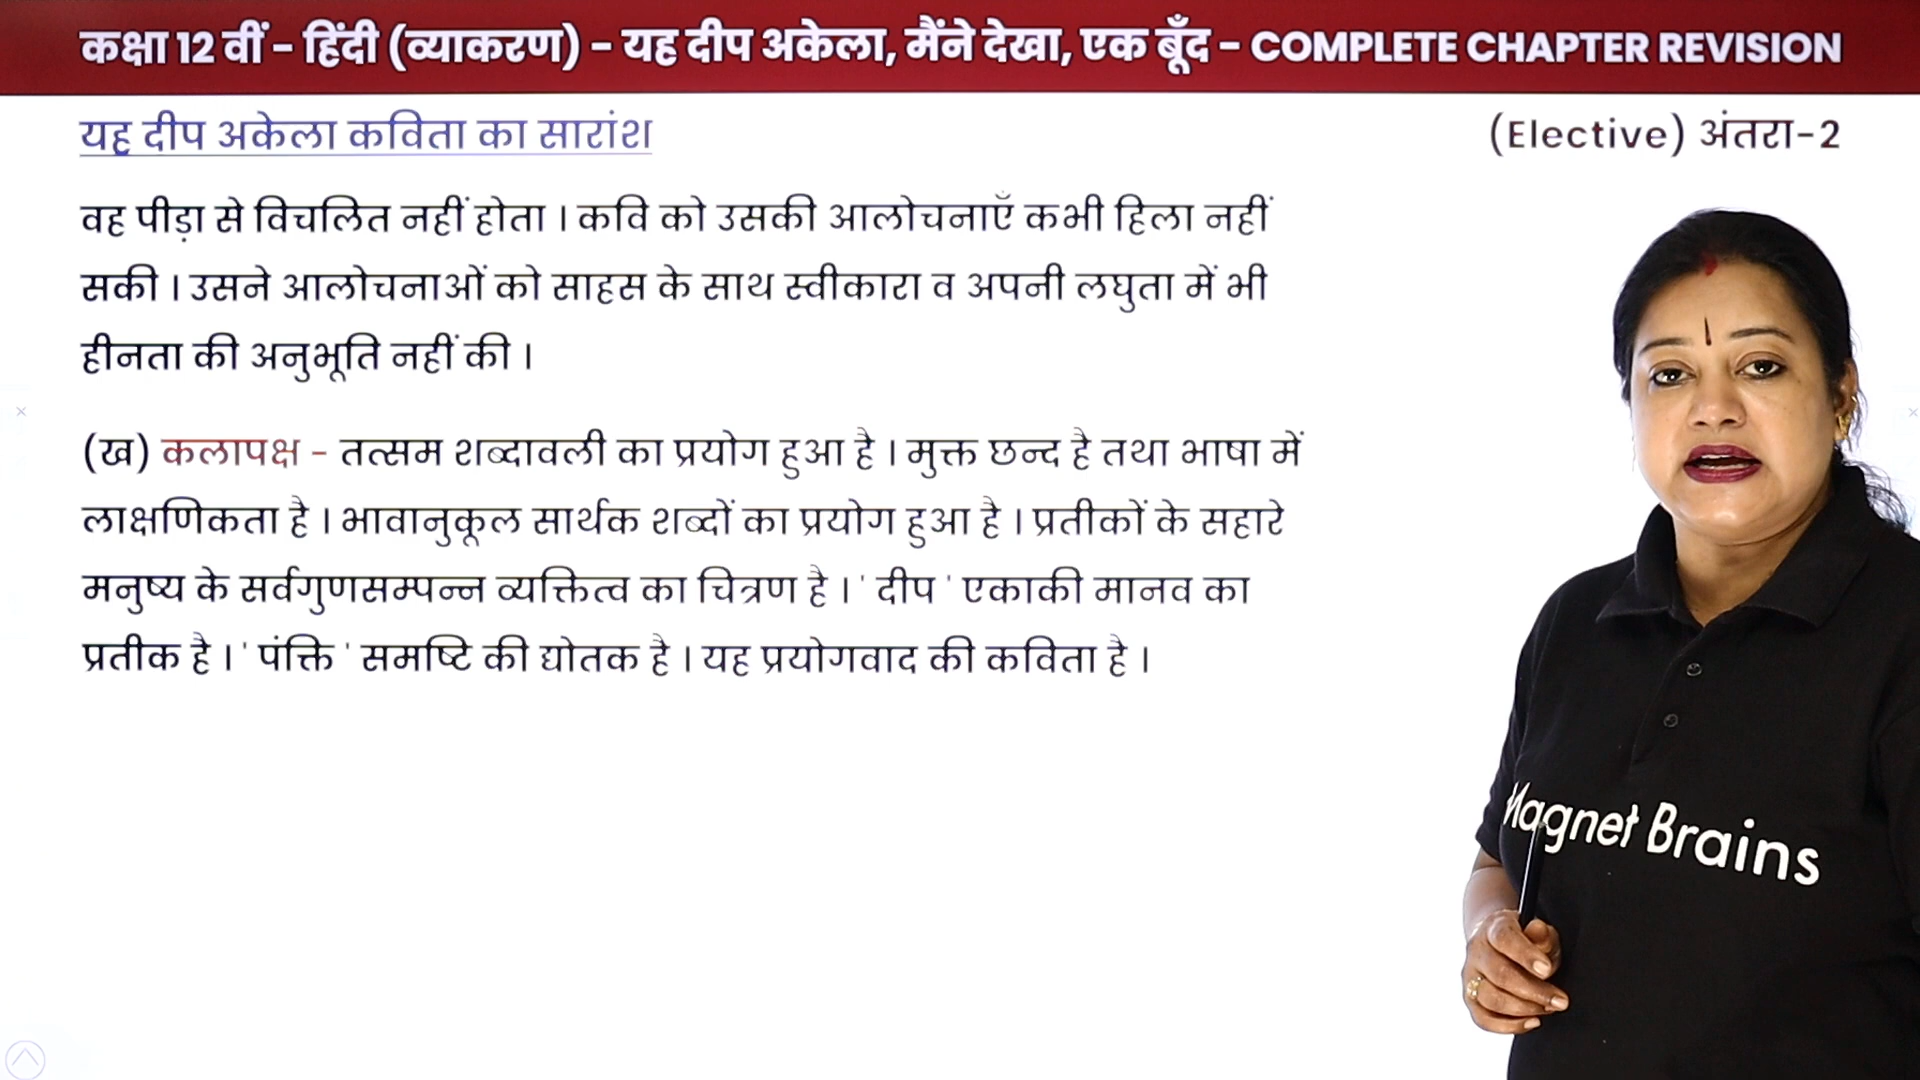 कक्षा 12 वीं - हिंदी (व्याकरण) - यह दीप अकेला, मैंने देखा, एक बूँद - COMPLETE CHAPTER REVISION
यह दीप अकेला कविता का सारांश
(Elective) अंतरा-2
वह पीड़ा से विचलित नहीं होता । कवि को उसकी आलोचनाएँ कभी हिला नहीं
सकी । उसने आलोचनाओं को साहस के साथ स्वीकारा व अपनी लघुता में भी
हीनता की अनुभूति नहीं की ।
(ख) कलापक्ष - तत्सम शब्दावली का प्रयोग हुआ है । मुक्त छन्द है तथा भाषा में
लाक्षणिकता है । भावानुकूल सार्थक शब्दों का प्रयोग हुआ है । प्रतीकों के सहारे
मनुष्य के सर्वगुणसम्पन्न व्यक्तित्व का चित्रण है । ' दीप ' एकाकी मानव का
प्रतीक है । ' पंक्ति ' समष्टि की द्योतक है । यह प्रयोगवाद की कविता है ।
Magnet Brains